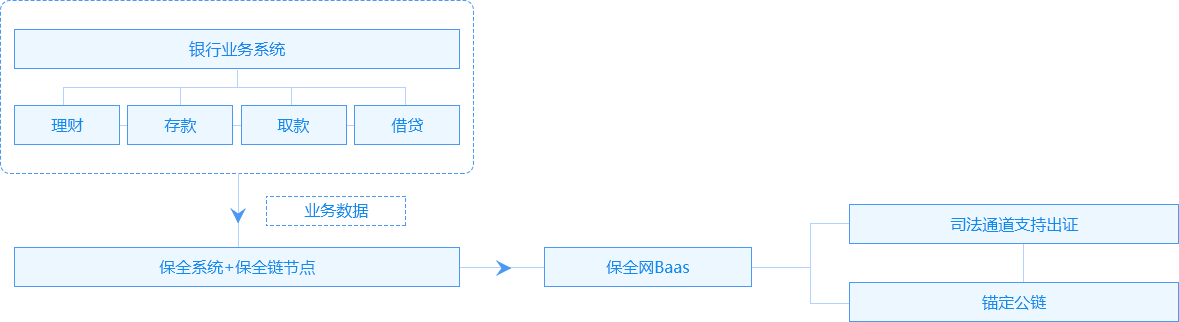 银行业务系统
理财
存款
取款
借贷
业务数据
保全系统+保全链节点
保全网Baas
司法通道支持出证
锚定公链